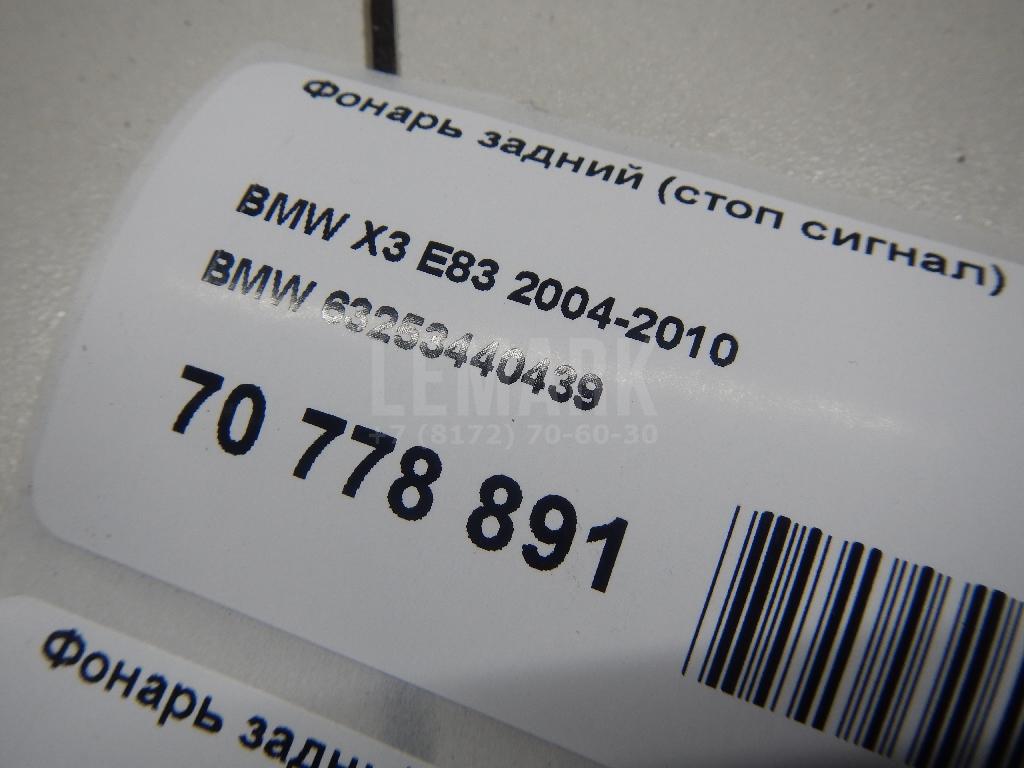 Фонарь задний (стоп сигнал)
BMW X3 E83 2004-2010
BMW 63253440439
LEMARK
+7 (8172) 70-60-30
70 778 891
Фонарь задний